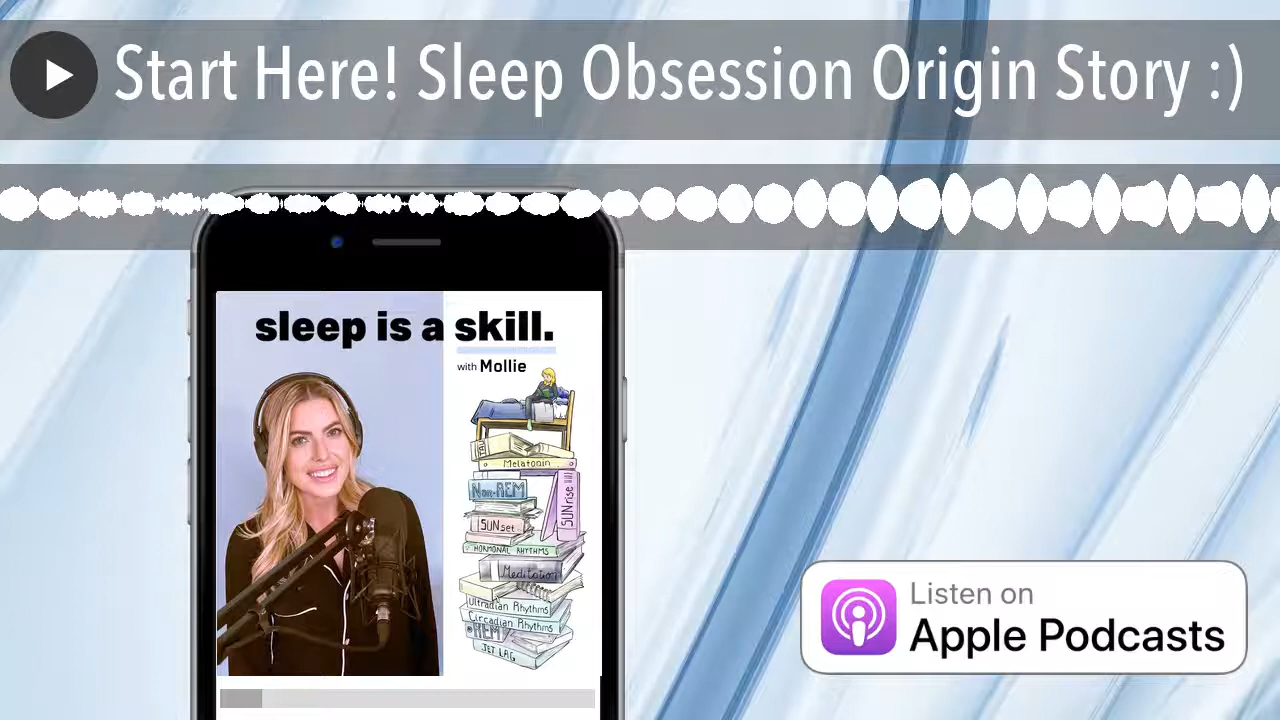 Start Here! Sleep Obsession Origin Story :)
sleep is a skill.
with Mollie
Melatonin
Non-REM
SUNrise
SUNset
HORMONAL RHYTHMS
Meditation
Ultradian Rhythms
Circadian Rhythms
REM
JET LAG
Listen on
Apple Podcasts